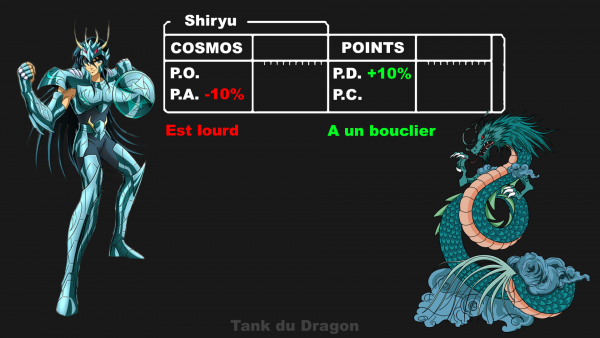 Shiryu
COSMOS POINTS
P.O. P.D. +10%
P.A. -10% P.C.
Est lourd A un bouclier
Tank du Dragon